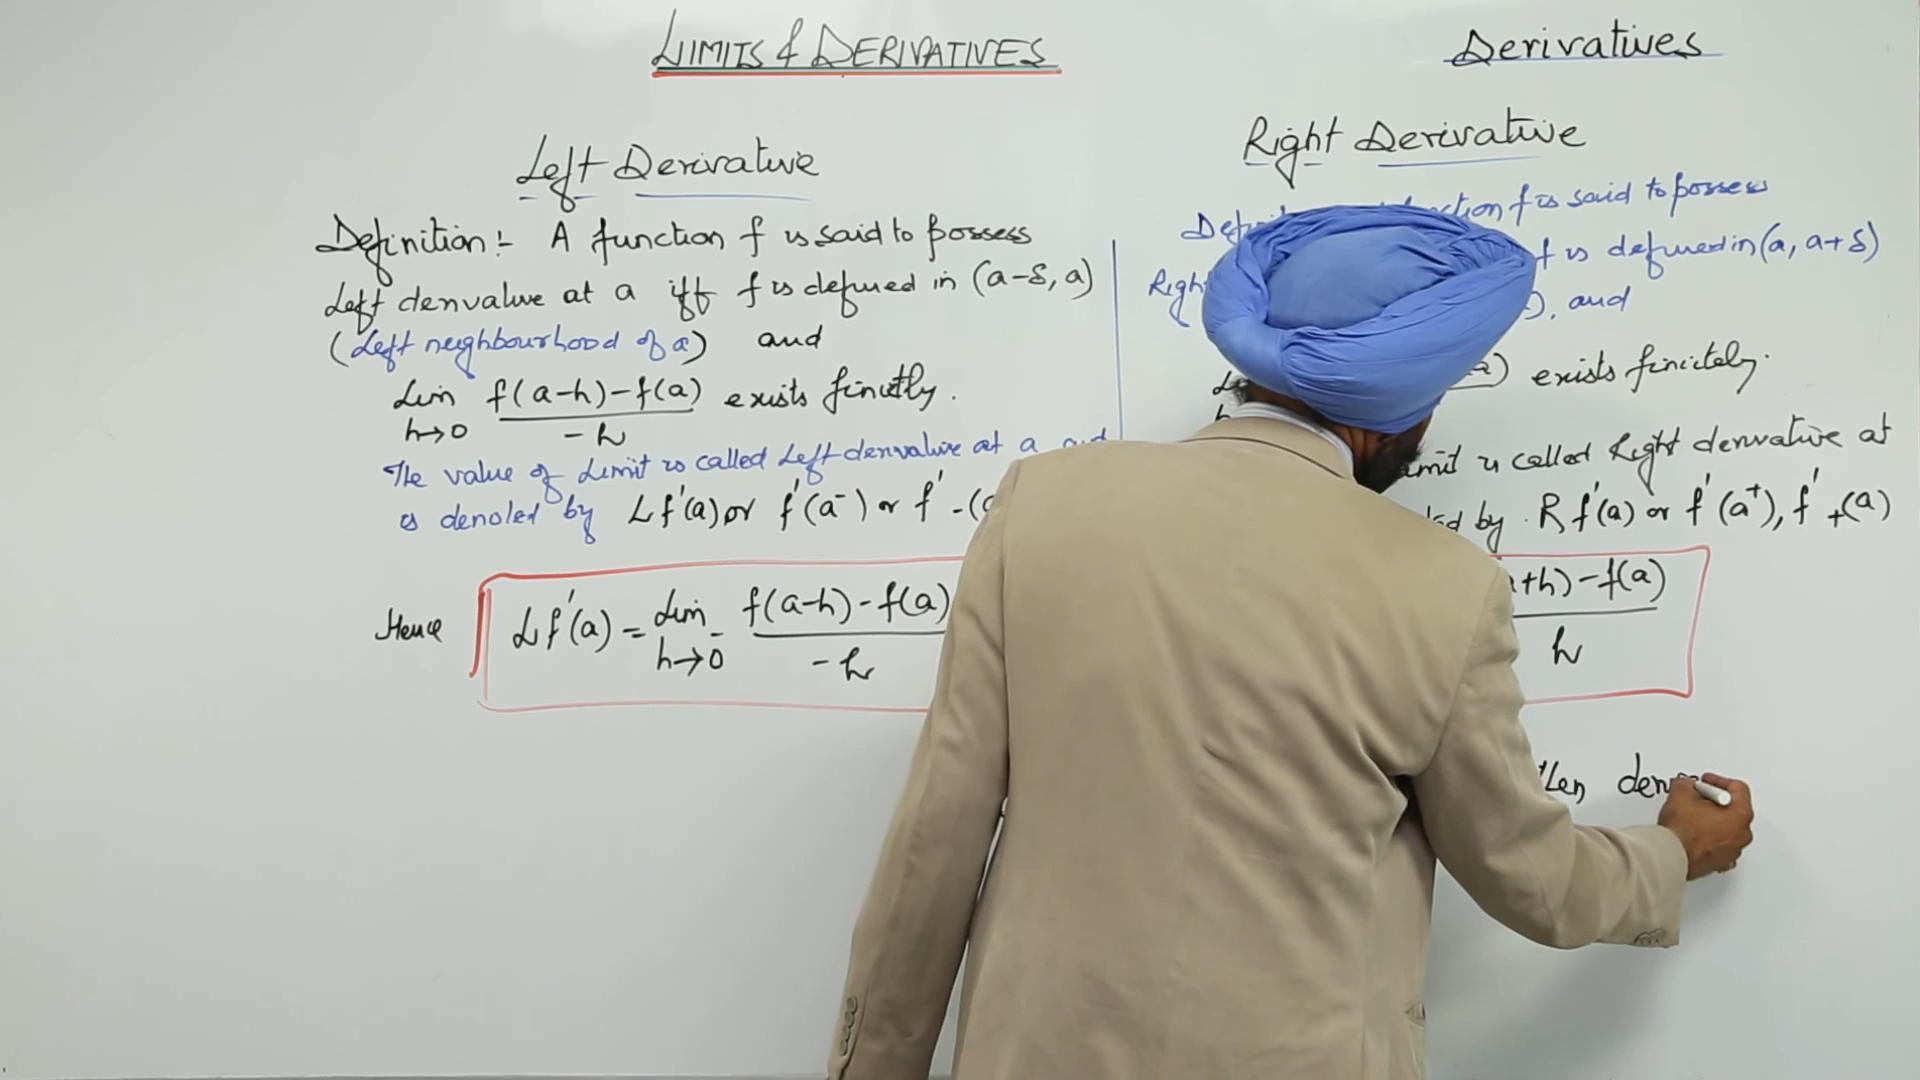 LIMITS & DERIVATIVES
Derivatives
Left Derivative
Definition:- A function f is said to possess
Left derivative at a iff f is defined in (a-δ, a)
(Left neighbourhood of a) and
Lim f(a-h)-f(a) exists finitely.
h→0 -h
The value of Limit is called Left derivative at a and
is denoted by Lf'(a) or f'(a⁻) or f'-(
Hence Lf'(a) = Lim f(a-h)-f(a)
h→0 -h
Right Derivative
function f is said to possess
Right f is defined in (a, a+δ)
), and
) exists finitely.
h
Limit is called Right derivative at
by Rf'(a) or f'(a⁺), f'+(a)
+h)-f(a)
h
then